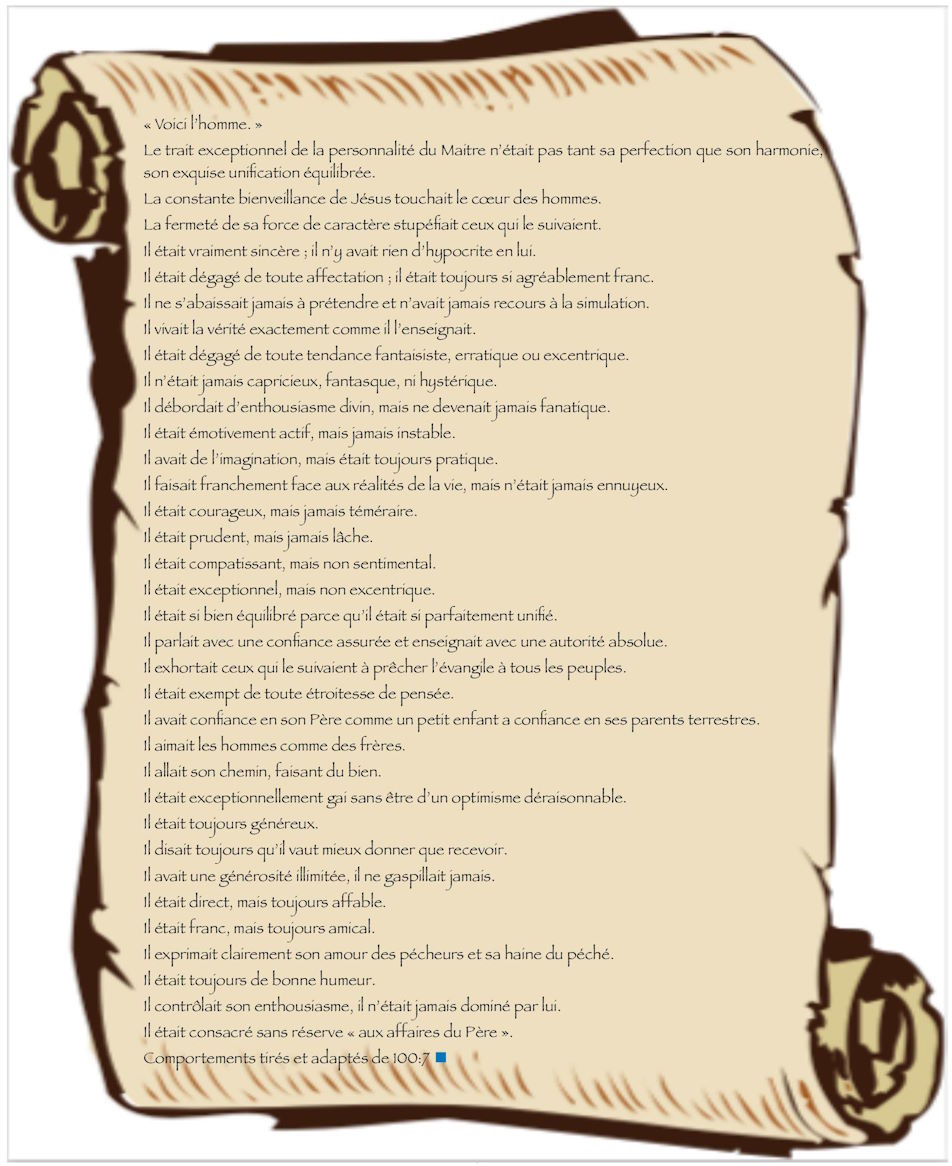 « Voici l’homme. »
Le trait exceptionnel de la personnalité du Maitre n’était pas tant sa perfection que son harmonie,
son exquise unification équilibrée.
La constante bienveillance de Jésus touchait le cœur des hommes.
La fermeté de sa force de caractère stupéfiait ceux qui le suivaient.
Il était vraiment sincère ; il n’y avait rien d’hypocrite en lui.
Il était dégagé de toute affectation ; il était toujours si agréablement franc.
Il ne s’abaissait jamais à prétendre et n’avait jamais recours à la simulation.
Il vivait la vérité exactement comme il l’enseignait.
Il était dégagé de toute tendance fantaisiste, erratique ou excentrique.
Il n’était jamais capricieux, fantasque, ni hystérique.
Il débordait d’enthousiasme divin, mais ne devenait jamais fanatique.
Il était émotivement actif, mais jamais instable.
Il avait de l’imagination, mais était toujours pratique.
Il faisait franchement face aux réalités de la vie, mais n’était jamais ennuyeux.
Il était courageux, mais jamais téméraire.
Il était prudent, mais jamais lâche.
Il était compatissant, mais non sentimental.
Il était exceptionnel, mais non excentrique.
Il était si bien équilibré parce qu’il était si parfaitement unifié.
Il parlait avec une confiance assurée et enseignait avec une autorité absolue.
Il exhortait ceux qui le suivaient à prêcher l’évangile à tous les peuples.
Il était exempt de toute étroitesse de pensée.
Il avait confiance en son Père comme un petit enfant a confiance en ses parents terrestres.
Il aimait les hommes comme des frères.
Il allait son chemin, faisant du bien.
Il était exceptionnellement gai sans être d’un optimisme déraisonnable.
Il était toujours généreux.
Il disait toujours qu’il vaut mieux donner que recevoir.
Il avait une générosité illimitée, il ne gaspillait jamais.
Il était direct, mais toujours affable.
Il était franc, mais toujours amical.
Il exprimait clairement son amour des pécheurs et sa haine du péché.
Il était toujours de bonne humeur.
Il contrôlait son enthousiasme, il n’était jamais dominé par lui.
Il était consacré sans réserve « aux affaires du Père ».
Comportements tirés et adaptés de 100:7 ■